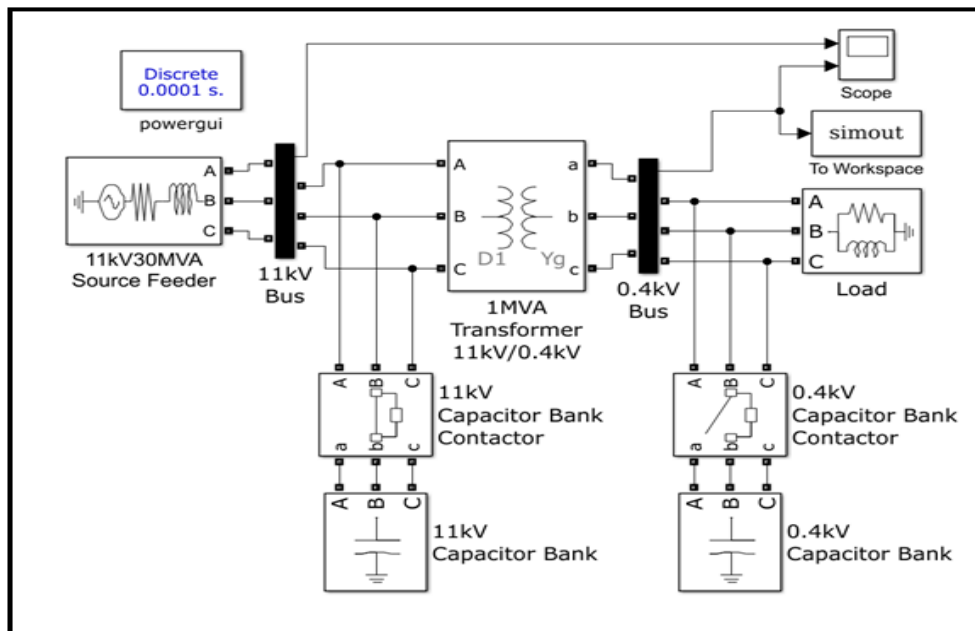 Discrete
0.0001 s.
powergui
Scope
simout
To Workspace
A
B
C
11kV30MVA
Source Feeder
11kV
Bus
A
B
C
D1
Yg
a
b
c
1MVA
Transformer
11kV/0.4kV
0.4kV
Bus
A
B
C
Load
A
B
C
a
b
c
11kV
Capacitor Bank
Contactor
A
B
C
a
b
c
0.4kV
Capacitor Bank
Contactor
A
B
C
11kV
Capacitor Bank
A
B
C
0.4kV
Capacitor Bank